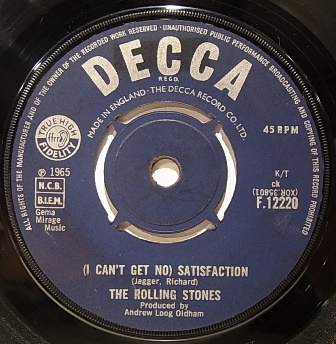 ALL RIGHTS OF THE MANUFACTURER AND OF THE OWNER OF THE RECORDED WORK RESERVED · UNAUTHORISED PUBLIC PERFORMANCE BROADCASTING AND COPYING OF THIS RECORD PROHIBITED
DECCA
REGD.
MADE IN ENGLAND · THE DECCA RECORD CO. LTD.
TRUE HIGH
FIDELITY
45 RPM
℗ 1965
N.C.B.
B.I.E.M.
Gema
Mirage
Music
K/T
ck
(XDR.35801)
F.12220
(I CAN'T GET NO) SATISFACTION
(Jagger, Richard)
THE ROLLING STONES
Produced by
Andrew Loog Oldham